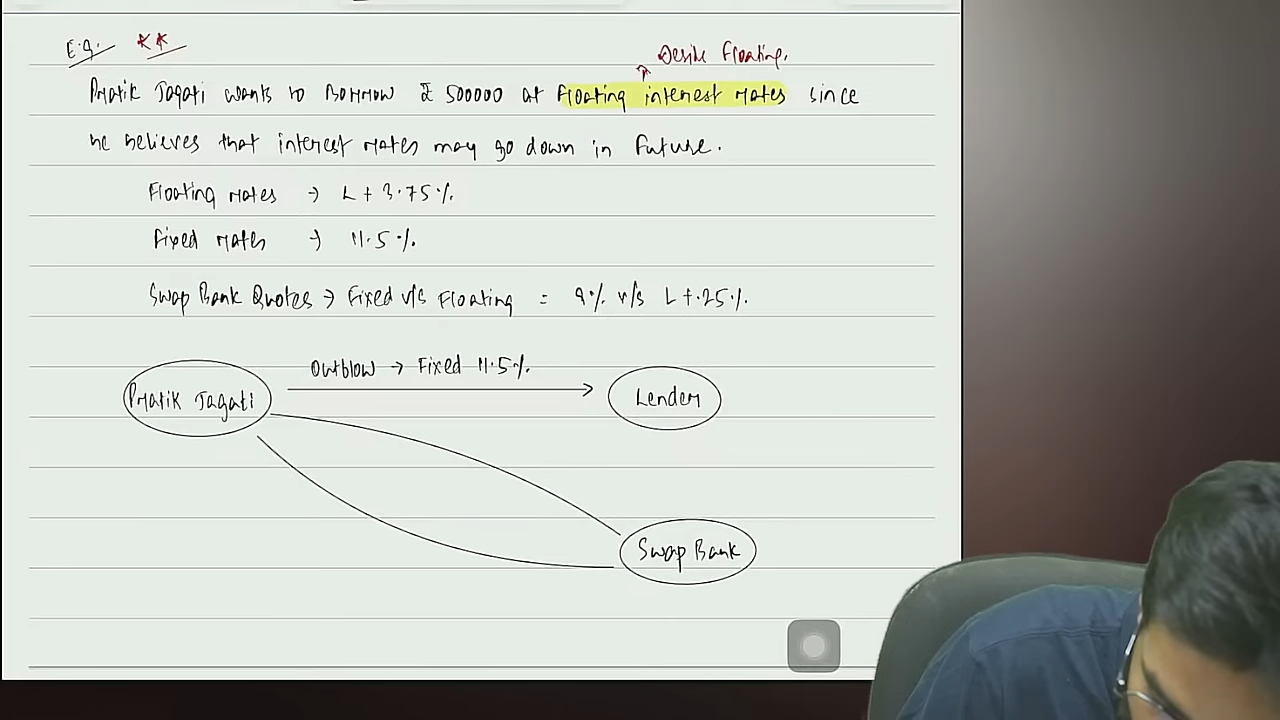 E.g. **
Desire Floating.
Pratik Jagati wants to Borrow ₹ 500000 at floating interest rates since
he believes that interest rates may go down in future.
Floating rates → L + 3.75%.
Fixed rates → 11.5%.
Swap Bank Quotes → Fixed v/s Floating = 9% v/s L+.25%.
Outflow → Fixed 11.5%.
Pratik Jagati
Lender
Swap Bank